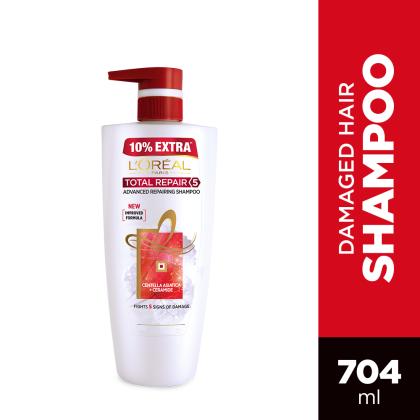 10% EXTRA*
L'ORÉAL
PARIS
TOTAL REPAIR 5
ADVANCED REPAIRING SHAMPOO
NEW
IMPROVED
FORMULA
CENTELLA ASIATICA
+ CERAMIDE
FIGHTS 5 SIGNS OF DAMAGE
DAMAGED HAIR
SHAMPOO
704
ml